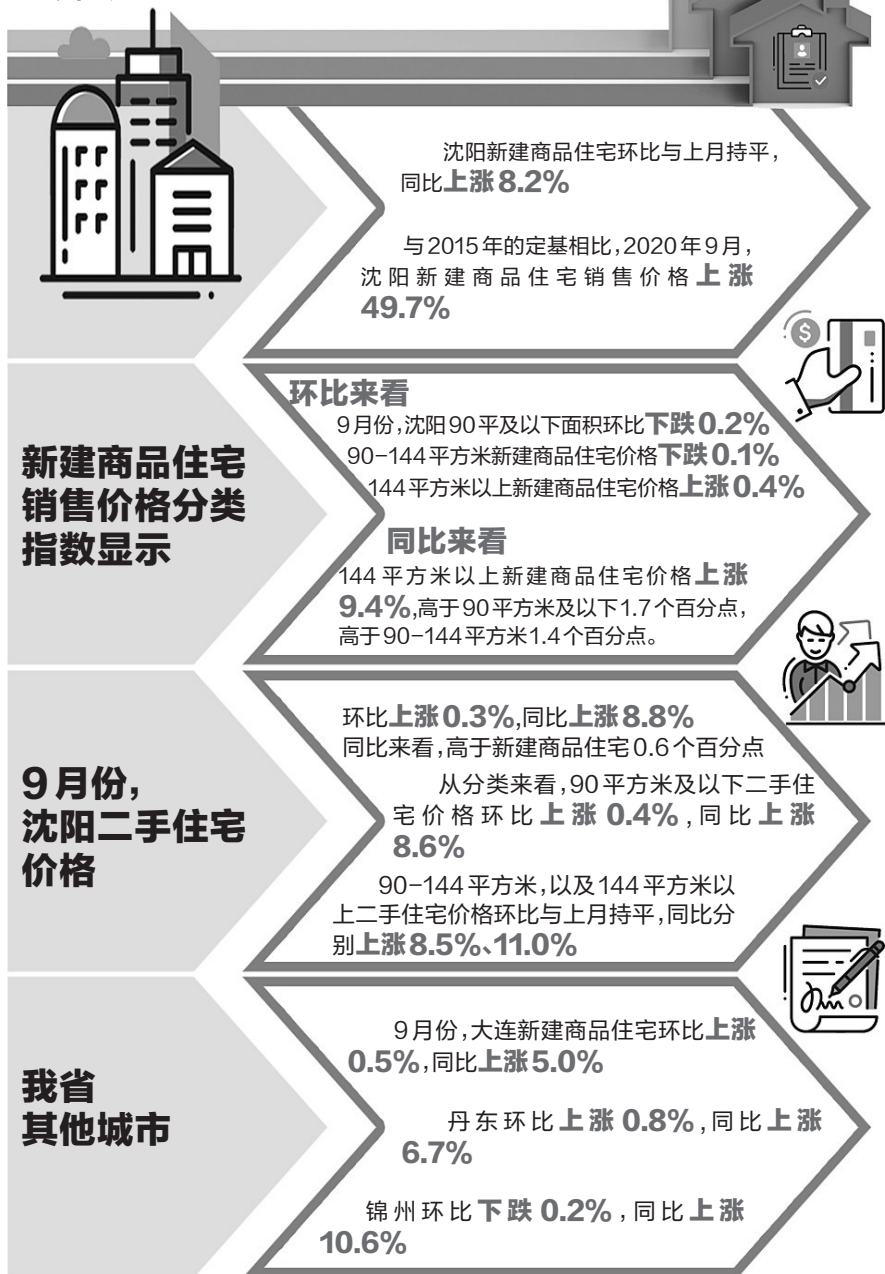 沈阳新建商品住宅环比与上月持平，
同比上涨8.2%
与2015年的定基相比，2020年9月，
沈阳新建商品住宅销售价格上涨
49.7%
新建商品住宅
销售价格分类
指数显示
环比来看
9月份，沈阳90平及以下面积环比下跌0.2%
90-144平方米新建商品住宅价格下跌0.1%
144平方米以上新建商品住宅价格上涨0.4%
同比来看
144平方米以上新建商品住宅价格上涨
9.4%,高于90平方米及以下1.7个百分点，
高于90-144平方米1.4个百分点。
9月份，
沈阳二手住宅
价格
环比上涨0.3%,同比上涨8.8%
同比来看，高于新建商品住宅0.6个百分点
从分类来看，90平方米及以下二手住
宅价格环比上涨0.4%，同比上涨
8.6%
90-144平方米，以及144平方米以
上二手住宅价格环比与上月持平，同比分
别上涨8.5%、11.0%
我省
其他城市
9月份，大连新建商品住宅环比上涨
0.5%，同比上涨5.0%
丹东环比上涨0.8%，同比上涨
6.7%
锦州环比下跌0.2%，同比上涨
10.6%